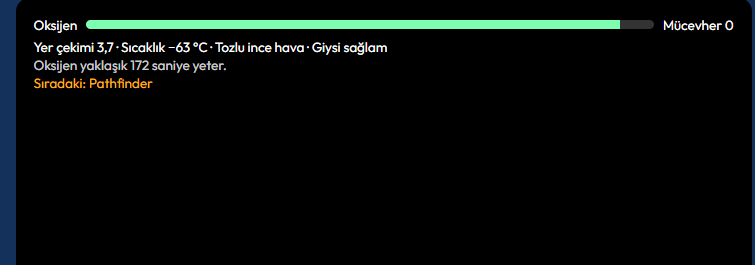 Oksijen Mücevher 0
Yer çekimi 3,7 · Sıcaklık −63 °C · Tozlu ince hava · Giysi sağlam
Oksijen yaklaşık 172 saniye yeter.
Sıradaki: Pathfinder